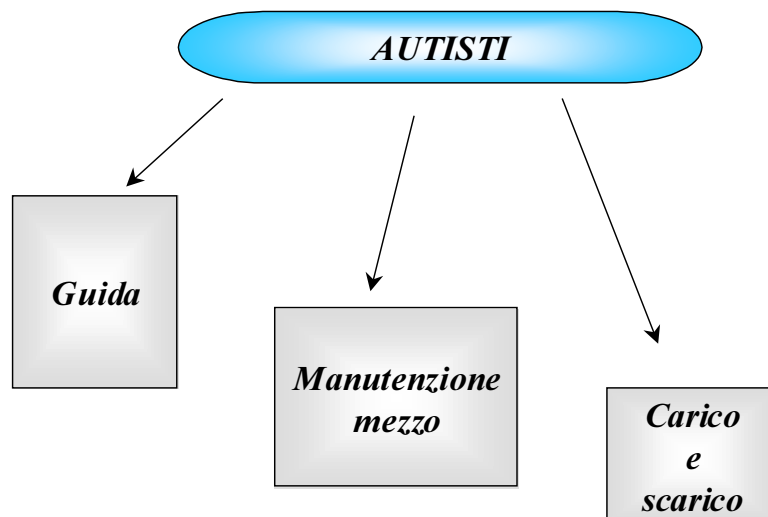 AUTISTI
Guida
Manutenzione
mezzo
Carico
e
scarico